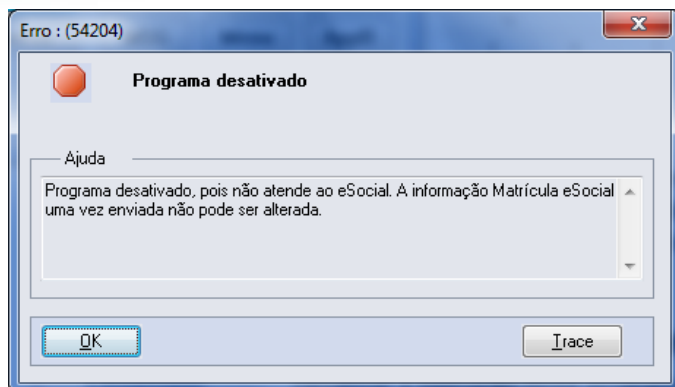 Erro : (54204)
Programa desativado
Ajuda
Programa desativado, pois não atende ao eSocial. A informação Matrícula eSocial
uma vez enviada não pode ser alterada.
OK
Trace